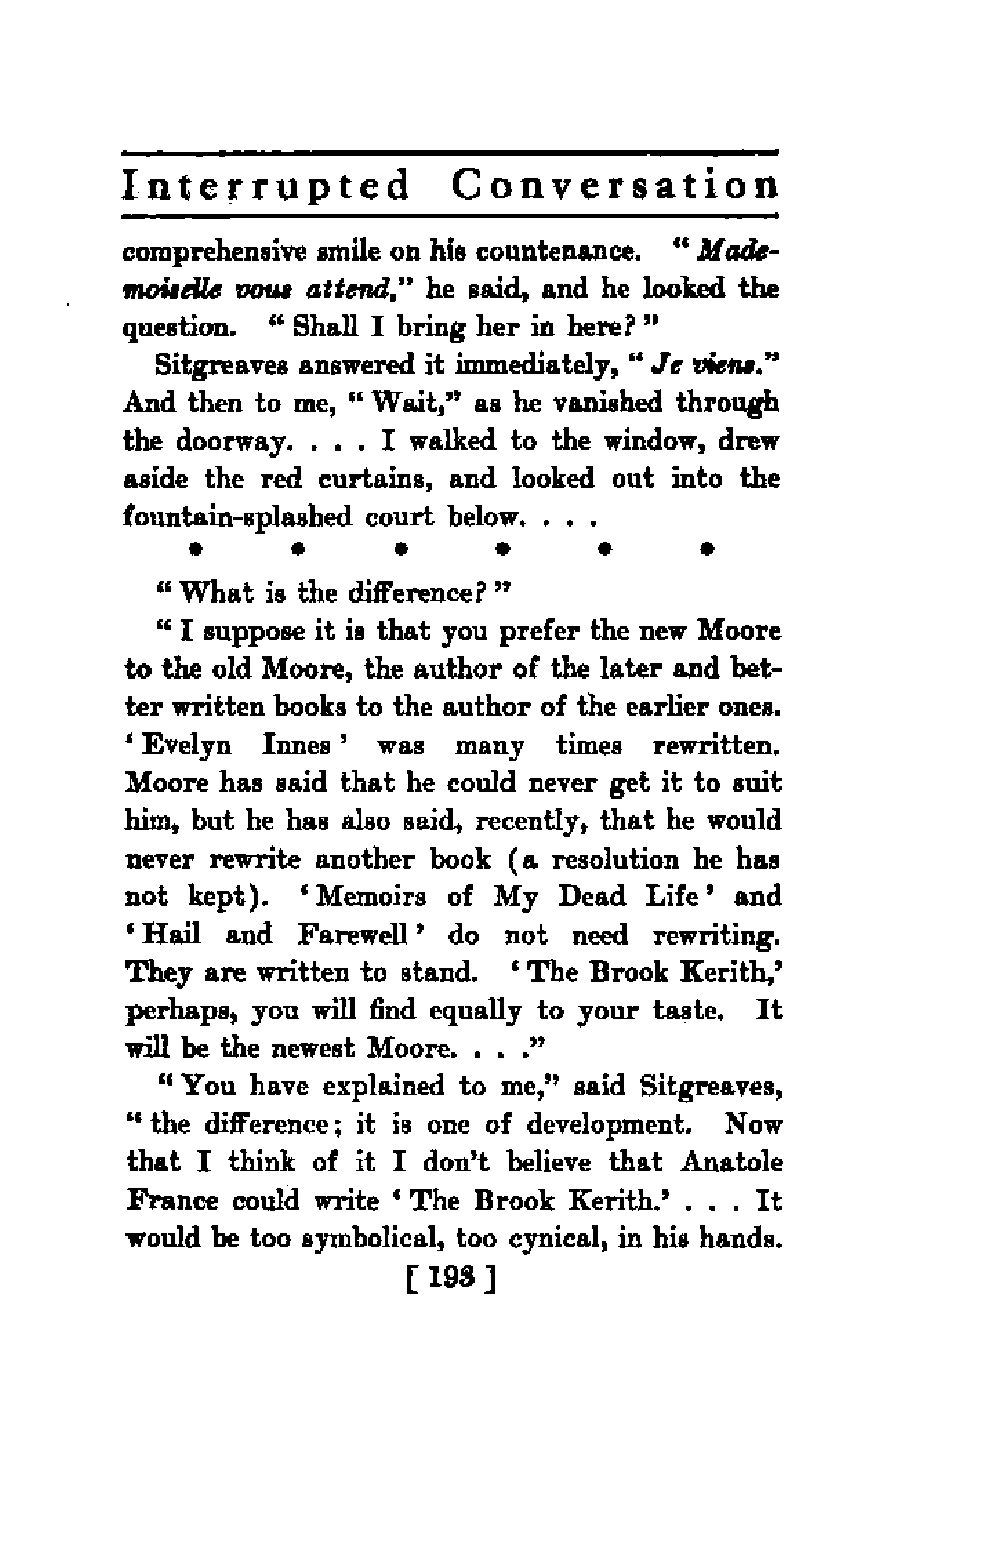 Interrupted Conversation
comprehensive smile on his countenance. “ Made-
moiselle vous attend,” he said, and he looked the
question. “ Shall I bring her in here? ”
Sitgreaves answered it immediately, “ Je viens.”
And then to me, “ Wait,” as he vanished through
the doorway. . . . I walked to the window, drew
aside the red curtains, and looked out into the
fountain-splashed court below. . . .
• • • • • •
“ What is the difference? ”
“ I suppose it is that you prefer the new Moore
to the old Moore, the author of the later and bet-
ter written books to the author of the earlier ones.
‘ Evelyn Innes ’ was many times rewritten.
Moore has said that he could never get it to suit
him, but he has also said, recently, that he would
never rewrite another book (a resolution he has
not kept). ‘ Memoirs of My Dead Life ’ and
‘ Hail and Farewell ’ do not need rewriting.
They are written to stand. ‘ The Brook Kerith,’
perhaps, you will find equally to your taste. It
will be the newest Moore. . . .”
“ You have explained to me,” said Sitgreaves,
“ the difference; it is one of development. Now
that I think of it I don’t believe that Anatole
France could write ‘ The Brook Kerith.’ . . . It
would be too symbolical, too cynical, in his hands.
[ 193 ]